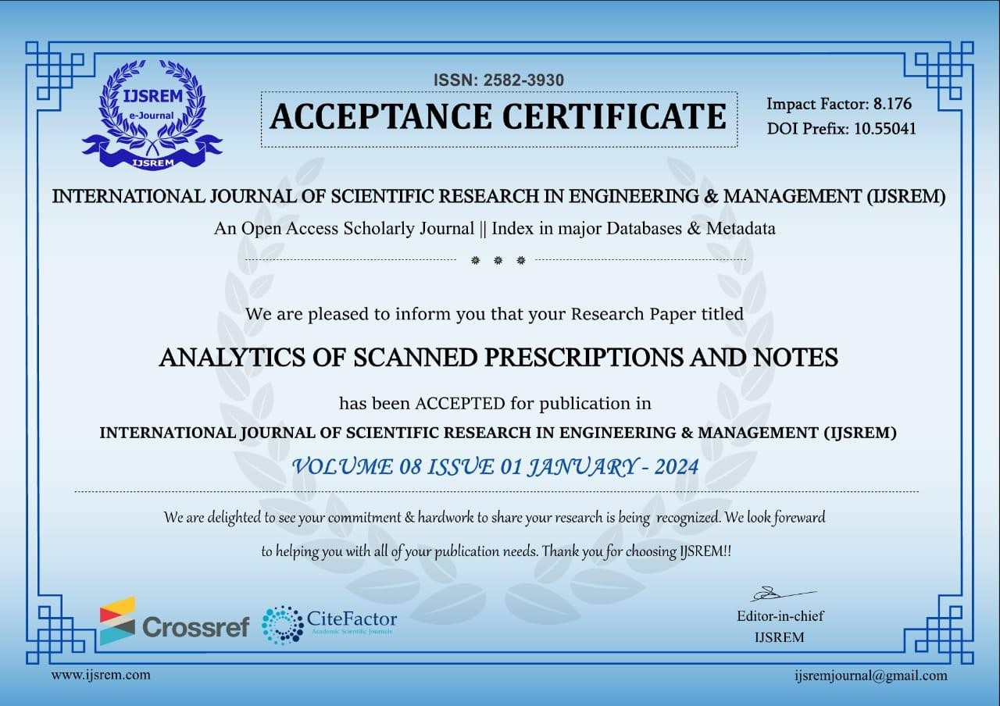 ISSN: 2582-3930
IJSREM
e-Journal
IJSREM
ACCEPTANCE CERTIFICATE
Impact Factor: 8.176
DOI Prefix: 10.55041
INTERNATIONAL JOURNAL OF SCIENTIFIC RESEARCH IN ENGINEERING & MANAGEMENT (IJSREM)
An Open Access Scholarly Journal || Index in major Databases & Metadata
We are pleased to inform you that your Research Paper titled
ANALYTICS OF SCANNED PRESCRIPTIONS AND NOTES
has been ACCEPTED for publication in
INTERNATIONAL JOURNAL OF SCIENTIFIC RESEARCH IN ENGINEERING & MANAGEMENT (IJSREM)
VOLUME 08 ISSUE 01 JANUARY - 2024
We are delighted to see your commitment & hardwork to share your research is being recognized. We look foreward
to helping you with all of your publication needs. Thank you for choosing IJSREM!!
Crossref
CiteFactor
Academic Scientific Journals
Editor-in-chief
IJSREM
www.ijsrem.com
ijsremjournal@gmail.com